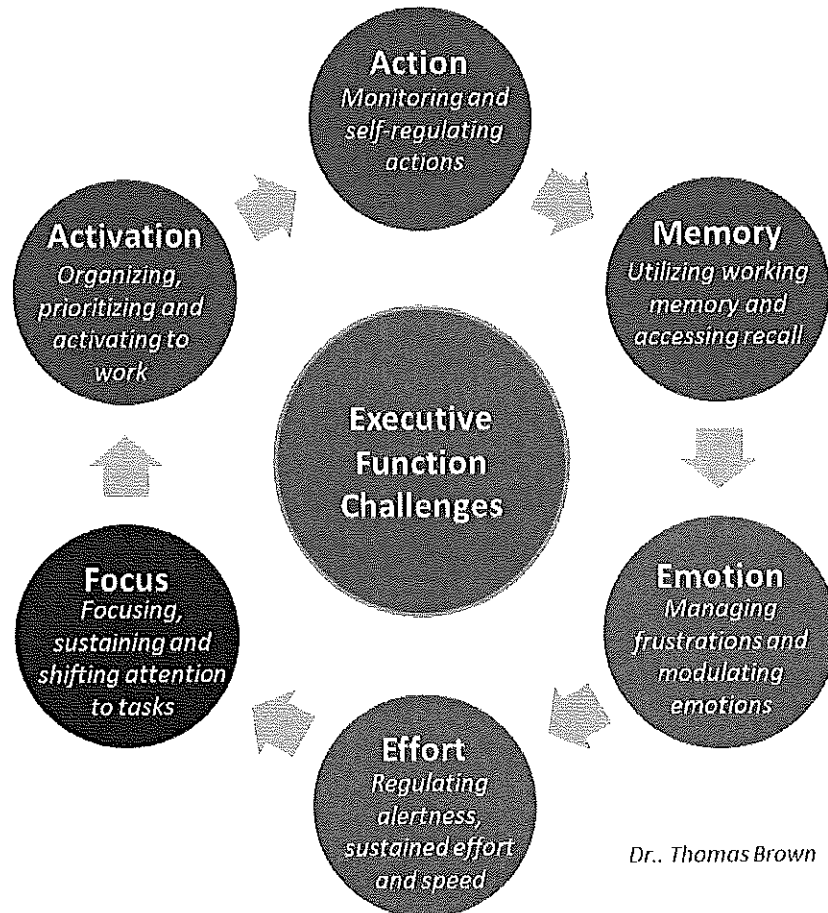 Action
Monitoring and
self-regulating
actions
Memory
Utilizing working
memory and
accessing recall
Emotion
Managing
frustrations and
modulating
emotions
Effort
Regulating
alertness,
sustained effort
and speed
Focus
Focusing,
sustaining and
shifting attention
to tasks
Activation
Organizing,
prioritizing and
activating to
work
Executive
Function
Challenges
Dr.. Thomas Brown